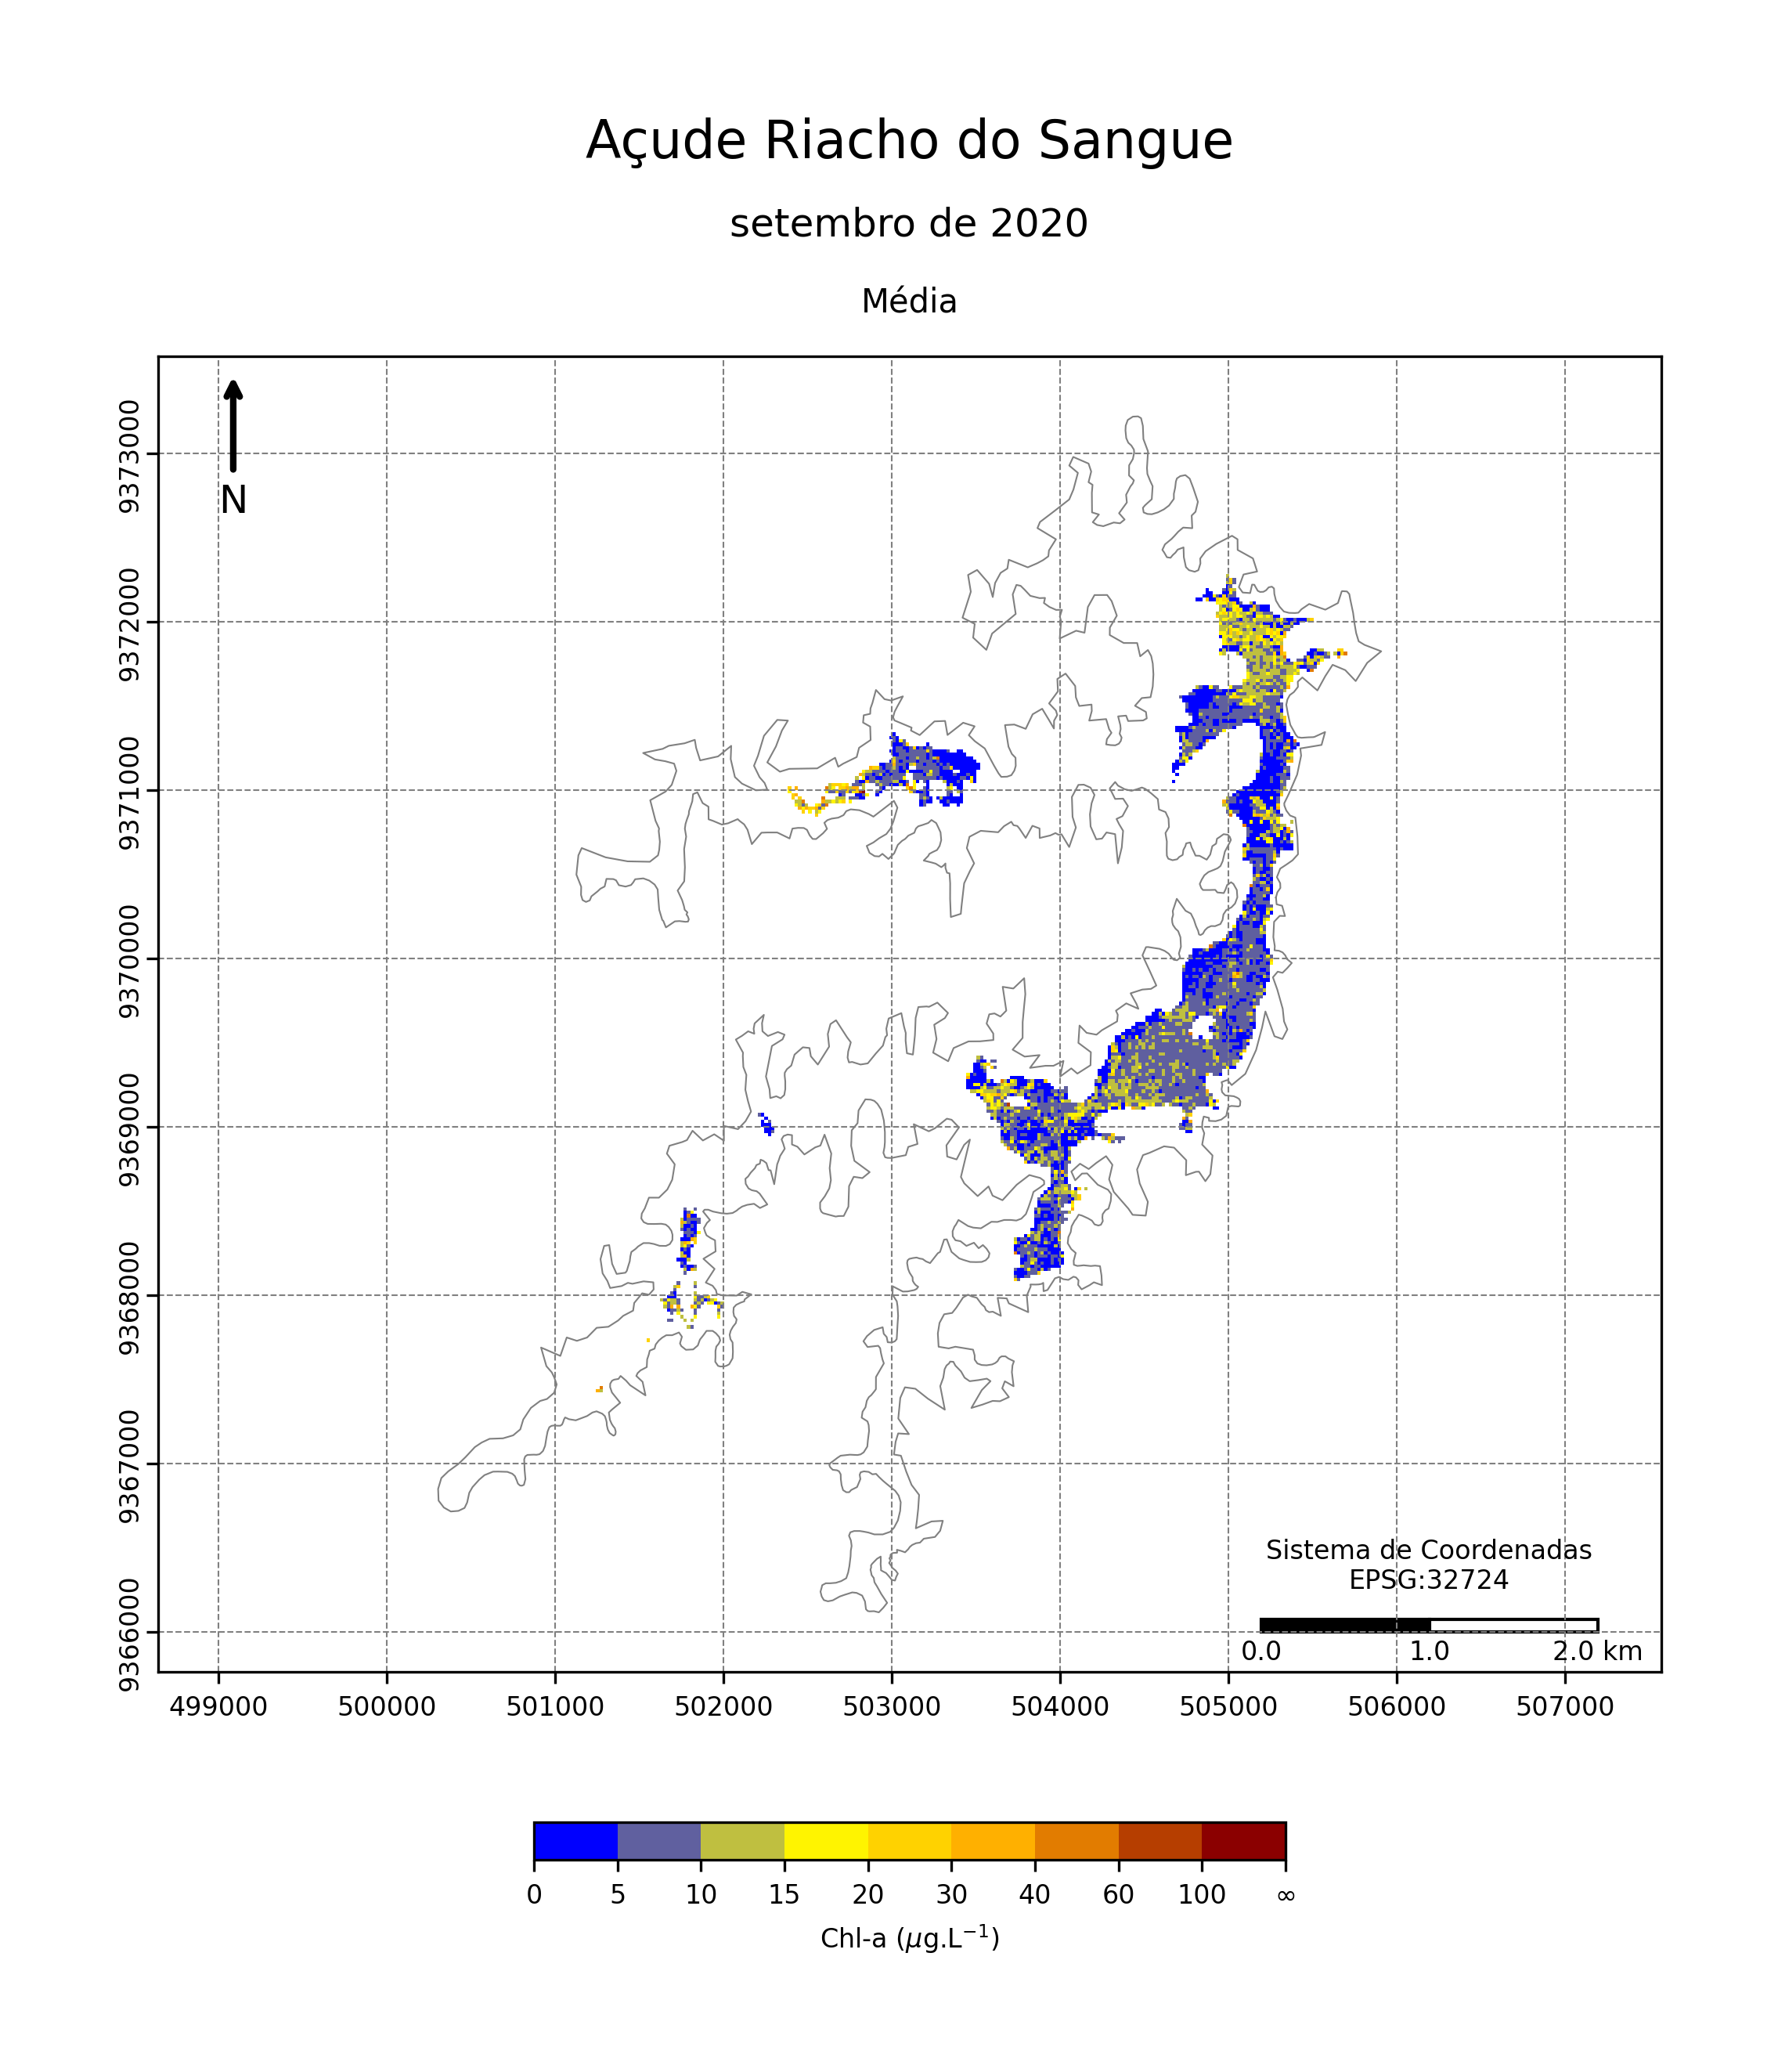 Açude Riacho do Sangue
setembro de 2020
Média
N
9373000
9372000
9371000
9370000
9369000
9368000
9367000
9366000
Sistema de Coordenadas
EPSG:32724
0.0 1.0 2.0 km
499000 500000 501000 502000 503000 504000 505000 506000 507000
0 5 10 15 20 30 40 60 100 ∞
Chl-a (μg.L⁻¹)